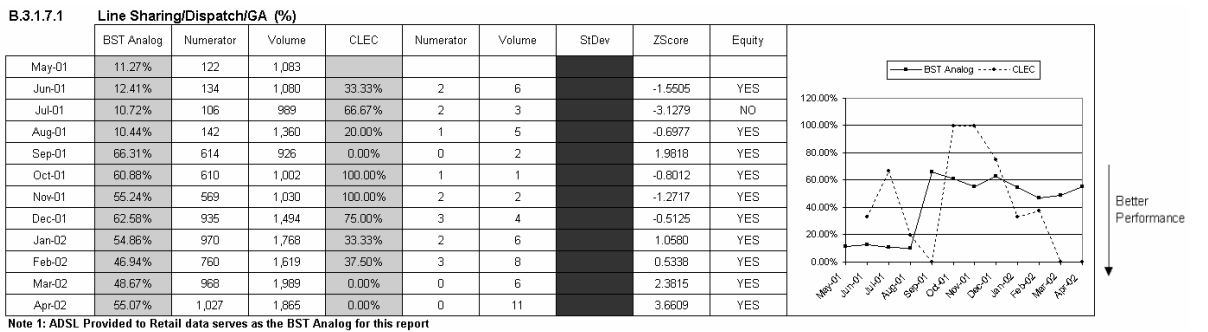 B.3.1.7.1 Line Sharing/Dispatch/GA (%)
BST Analog Numerator Volume CLEC Numerator Volume StDev ZScore Equity
May-01 11.27% 122 1,083
Jun-01 12.41% 134 1,080 33.33% 2 6 -1.5505 YES
Jul-01 10.72% 106 989 66.67% 2 3 -3.1279 NO
Aug-01 10.44% 142 1,360 20.00% 1 5 -0.6977 YES
Sep-01 66.31% 614 926 0.00% 0 2 1.9818 YES
Oct-01 60.88% 610 1,002 100.00% 1 1 -0.8012 YES
Nov-01 55.24% 569 1,030 100.00% 2 2 -1.2717 YES
Dec-01 62.58% 935 1,494 75.00% 3 4 -0.5125 YES
Jan-02 54.86% 970 1,768 33.33% 2 6 1.0580 YES
Feb-02 46.94% 760 1,619 37.50% 3 8 0.5338 YES
Mar-02 48.67% 968 1,989 0.00% 0 6 2.3815 YES
Apr-02 55.07% 1,027 1,865 0.00% 0 11 3.6609 YES
Note 1: ADSL Provided to Retail data serves as the BST Analog for this report
BST Analog CLEC
120.00%
100.00%
80.00%
60.00%
40.00%
20.00%
0.00%
May-01 Jun-01 Jul-01 Aug-01 Sep-01 Oct-01 Nov-01 Dec-01 Jan-02 Feb-02 Mar-02 Apr-02
Better
Performance